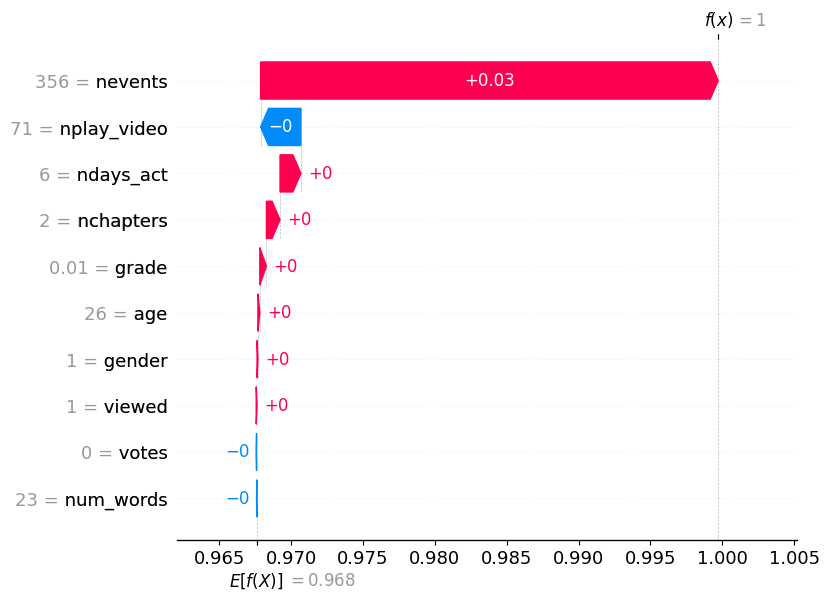 f(x) = 1
356 = nevents
+0.03
71 = nplay_video
−0
6 = ndays_act
+0
2 = nchapters
+0
0.01 = grade
+0
26 = age
+0
1 = gender
+0
1 = viewed
+0
0 = votes
−0
23 = num_words
−0
0.965 0.970 0.975 0.980 0.985 0.990 0.995 1.000 1.005
E[f(X)] = 0.968